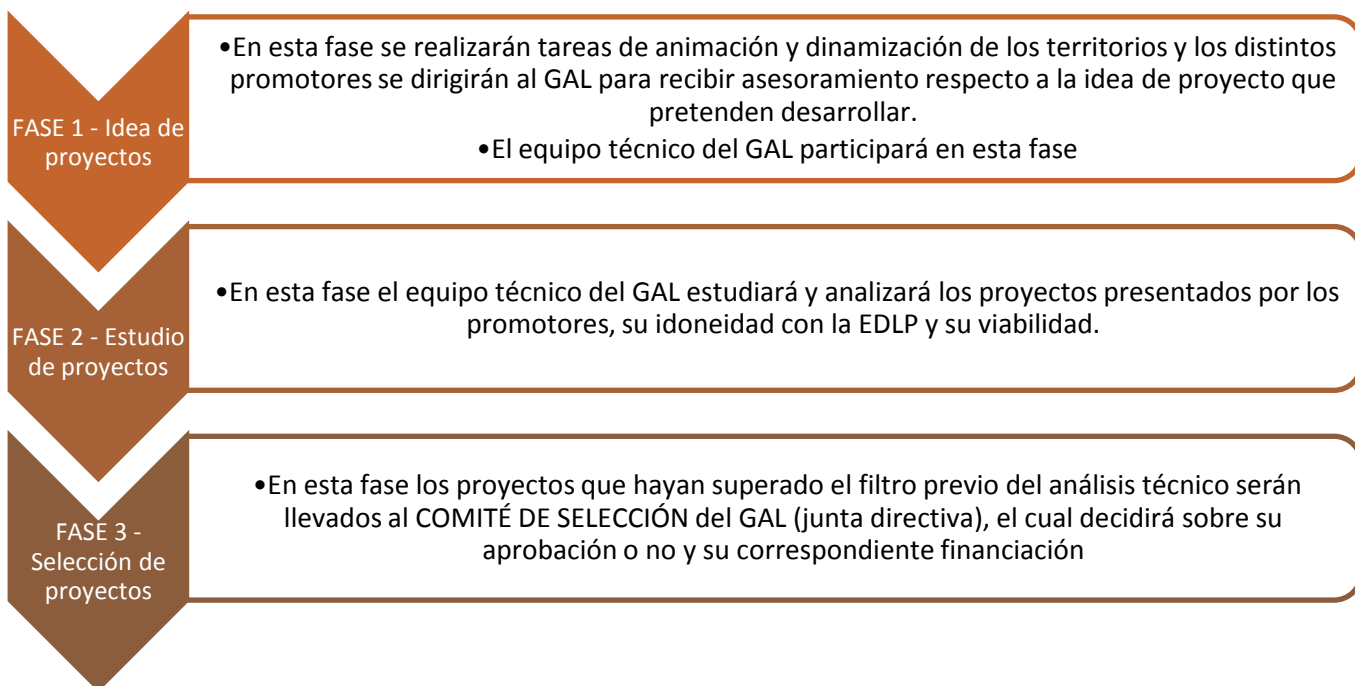 FASE 1 - Idea de
proyectos
•En esta fase se realizarán tareas de animación y dinamización de los territorios y los distintos
promotores se dirigirán al GAL para recibir asesoramiento respecto a la idea de proyecto que
pretenden desarrollar.
•El equipo técnico del GAL participará en esta fase
FASE 2 - Estudio
de proyectos
•En esta fase el equipo técnico del GAL estudiará y analizará los proyectos presentados por los
promotores, su idoneidad con la EDLP y su viabilidad.
FASE 3 -
Selección de
proyectos
•En esta fase los proyectos que hayan superado el filtro previo del análisis técnico serán
llevados al COMITÉ DE SELECCIÓN del GAL (junta directiva), el cual decidirá sobre su
aprobación o no y su correspondiente financiación